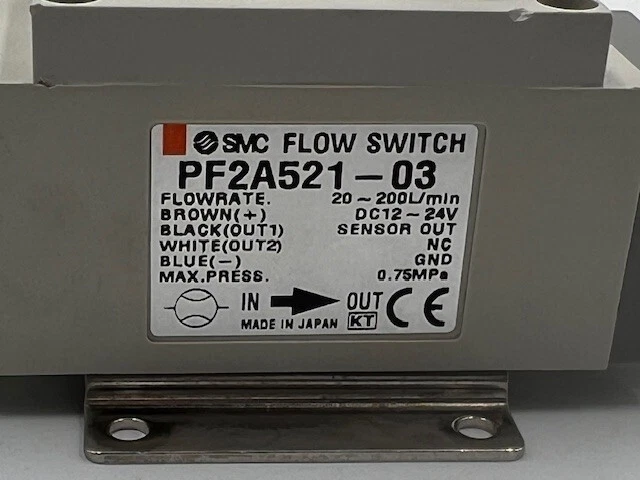 SMC FLOW SWITCH
PF2A521-03
FLOWRATE. 20~200L/min
BROWN(+) DC12~24V
BLACK(OUT1) SENSOR OUT
WHITE(OUT2) NC
BLUE(-) GND
MAX.PRESS. 0.75MPa
IN OUT CE
MADE IN JAPAN KT